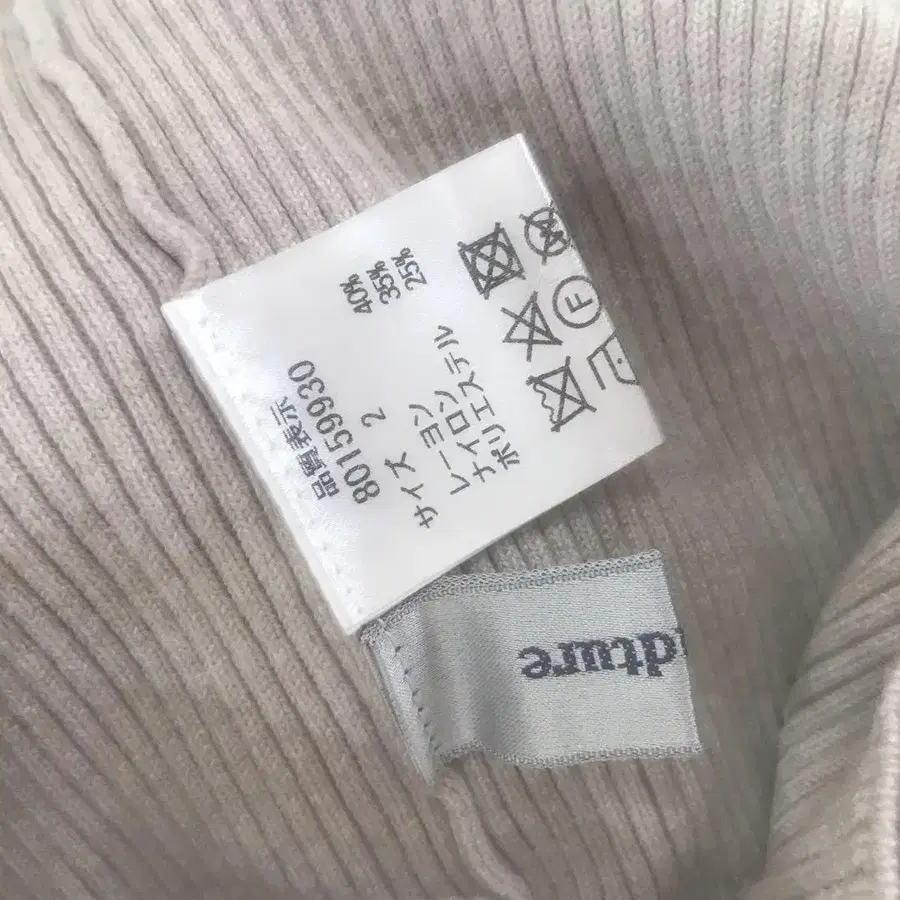 品質表示
80159930
サイズ 2
レーヨン 40%
ナイロン 35%
ポリエステル 25%
F